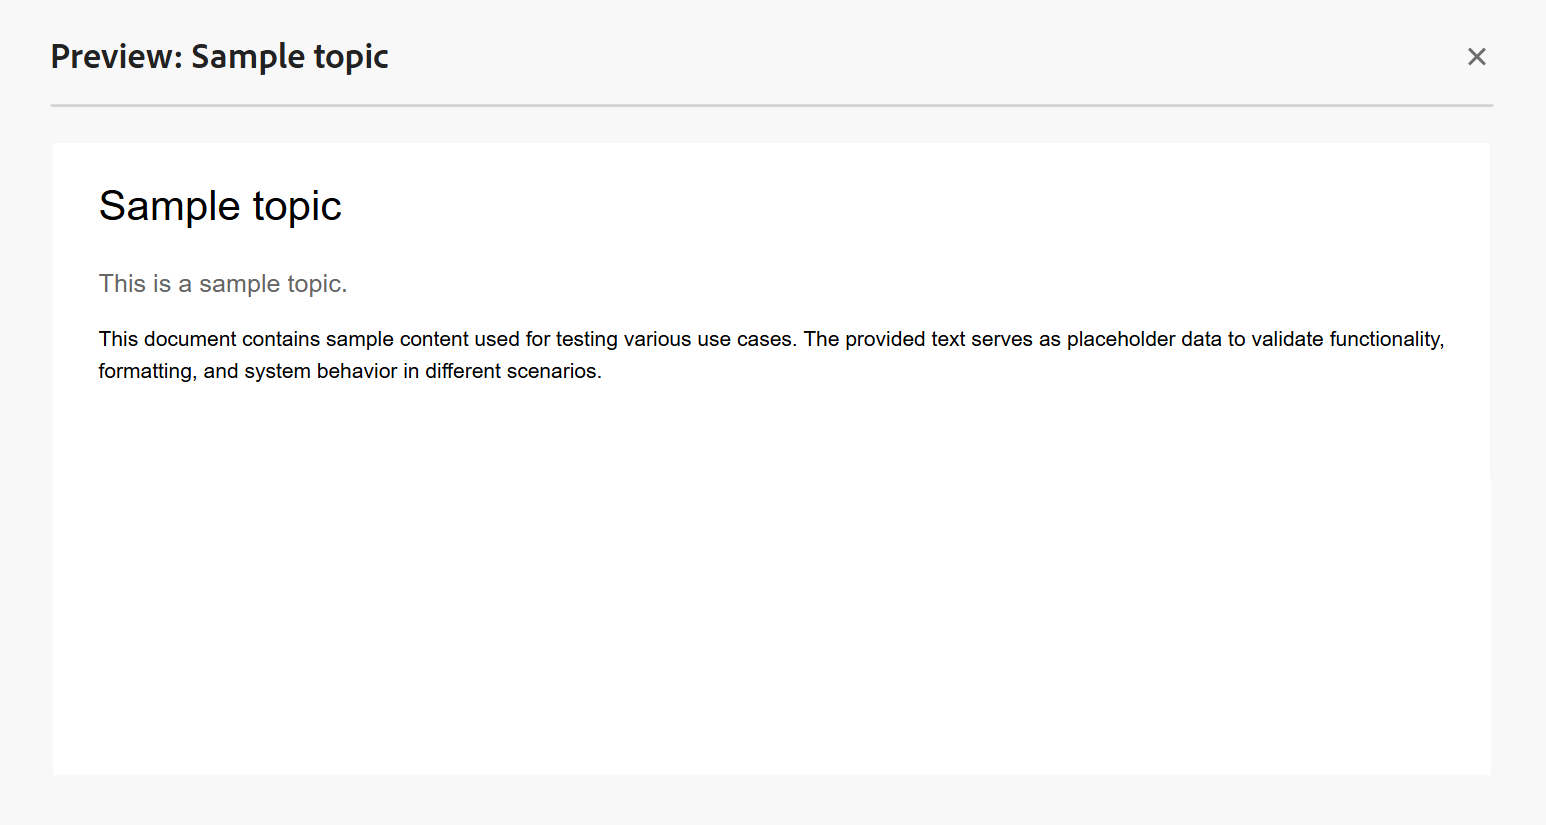 Preview: Sample topic
Sample topic
This is a sample topic.
This document contains sample content used for testing various use cases. The provided text serves as placeholder data to validate functionality,
formatting, and system behavior in different scenarios.